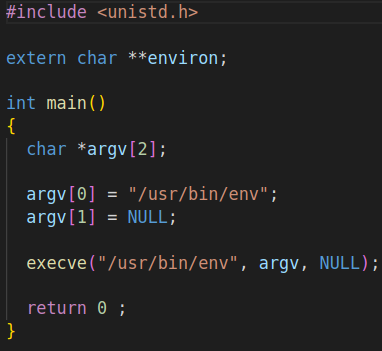 #include <unistd.h>
extern char **environ;
int main()
{
char *argv[2];
argv[0] = "/usr/bin/env";
argv[1] = NULL;
execve("/usr/bin/env", argv, NULL);
return 0 ;
}